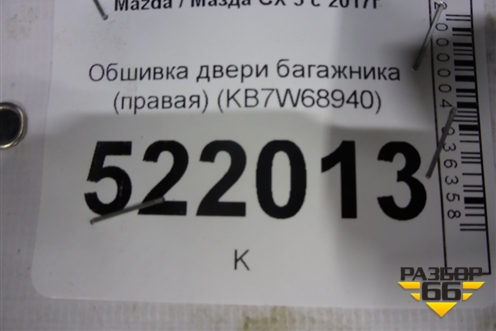 Mazda / Мазда CX 5 с 2017г
Обшивка двери багажника
(правая) (KB7W68940)
522013
К
РАЗБОР
66